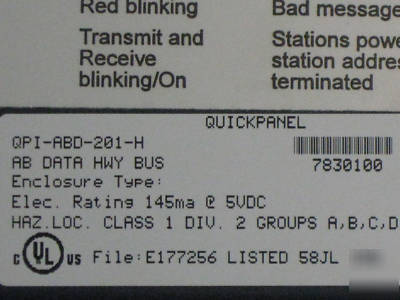 Red blinking Bad message
Transmit and Stations powe
Receive station addres
blinking/On terminated
QUICKPANEL
QPI-ABD-201-H
AB DATA HWY BUS 7830100
Enclosure Type:
Elec. Rating 145ma @ 5VDC
HAZ.LOC. CLASS 1 DIV. 2 GROUPS A,B,C,D
c UL US File:E177256 LISTED 58JL